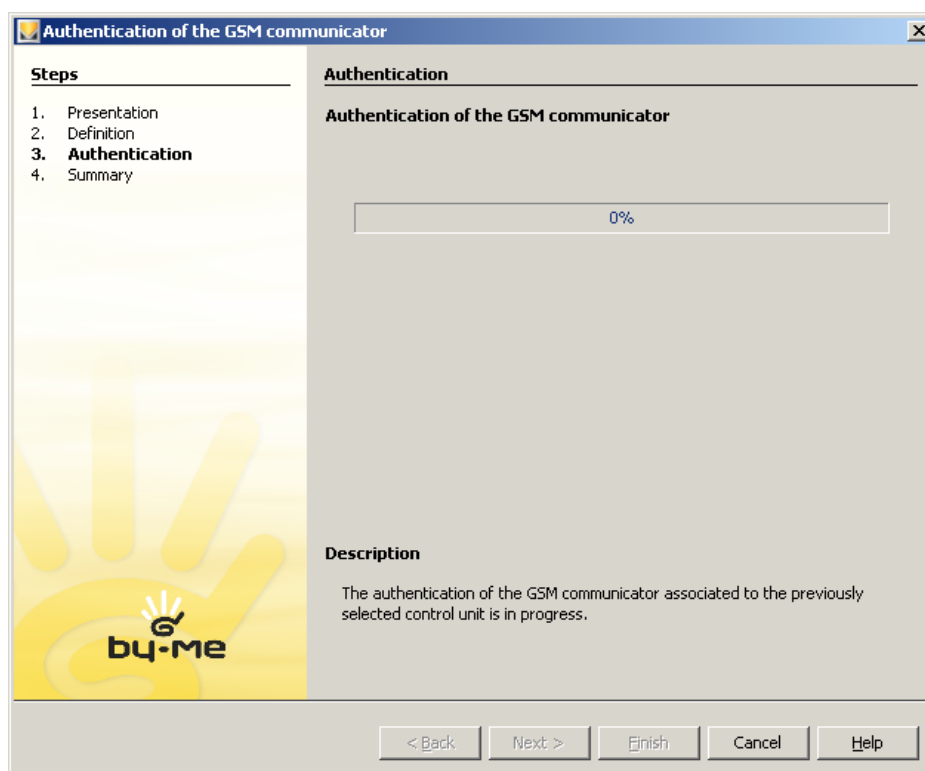 Authentication of the GSM communicator
Steps
1. Presentation
2. Definition
3. Authentication
4. Summary
Authentication
Authentication of the GSM communicator
0%
Description
The authentication of the GSM communicator associated to the previously
selected control unit is in progress.
by-me
< Back Next > Finish Cancel Help